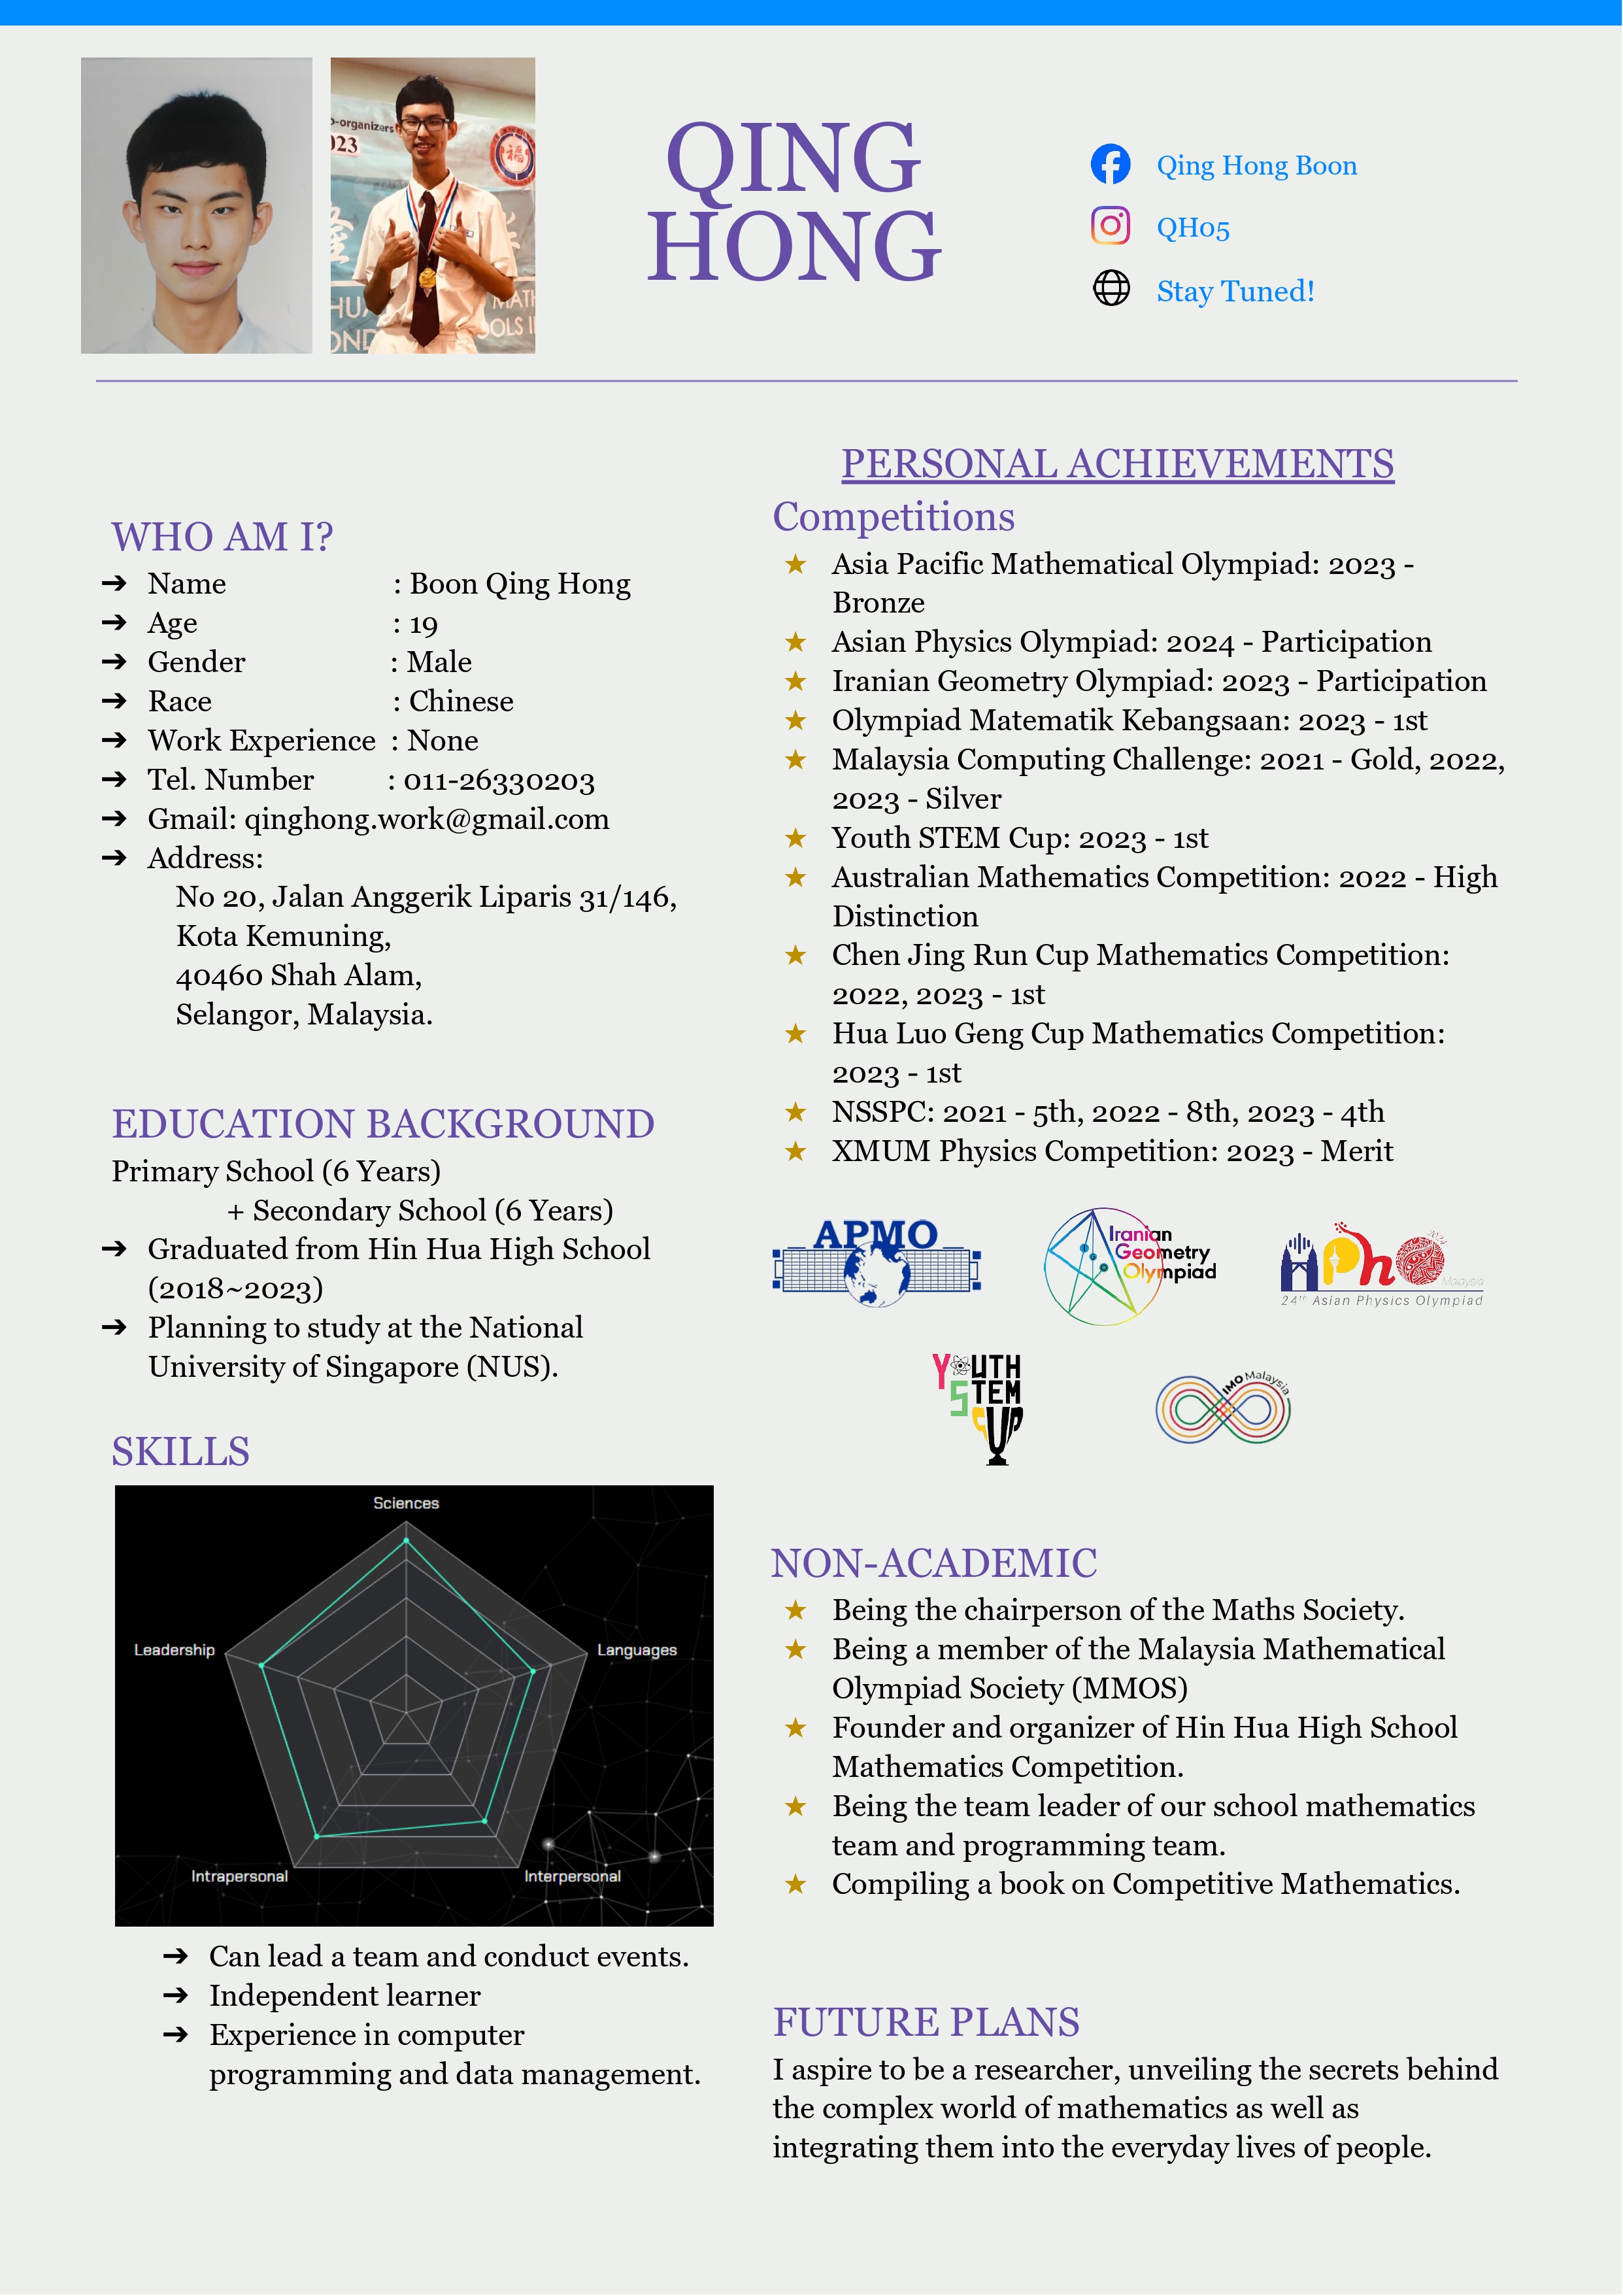 o-organizers
023
福
HU
MATH
OND
OOLS I
QING
HONG
Qing Hong Boon
QH05
Stay Tuned!
WHO AM I?
➔ Name : Boon Qing Hong
➔ Age : 19
➔ Gender : Male
➔ Race : Chinese
➔ Work Experience : None
➔ Tel. Number : 011-26330203
➔ Gmail: qinghong.work@gmail.com
➔ Address:
No 20, Jalan Anggerik Liparis 31/146,
Kota Kemuning,
40460 Shah Alam,
Selangor, Malaysia.
EDUCATION BACKGROUND
Primary School (6 Years)
+ Secondary School (6 Years)
➔ Graduated from Hin Hua High School
(2018~2023)
➔ Planning to study at the National
University of Singapore (NUS).
SKILLS
Sciences
Leadership
Languages
Intrapersonal
Interpersonal
➔ Can lead a team and conduct events.
➔ Independent learner
➔ Experience in computer
programming and data management.
PERSONAL ACHIEVEMENTS
Competitions
★ Asia Pacific Mathematical Olympiad: 2023 -
Bronze
★ Asian Physics Olympiad: 2024 - Participation
★ Iranian Geometry Olympiad: 2023 - Participation
★ Olympiad Matematik Kebangsaan: 2023 - 1st
★ Malaysia Computing Challenge: 2021 - Gold, 2022,
2023 - Silver
★ Youth STEM Cup: 2023 - 1st
★ Australian Mathematics Competition: 2022 - High
Distinction
★ Chen Jing Run Cup Mathematics Competition:
2022, 2023 - 1st
★ Hua Luo Geng Cup Mathematics Competition:
2023 - 1st
★ NSSPC: 2021 - 5th, 2022 - 8th, 2023 - 4th
★ XMUM Physics Competition: 2023 - Merit
APMO
Iranian
Geometry
Olympiad
APhO
2024
Malaysia
24th Asian Physics Olympiad
YOUTH
STEM
CUP
IMO Malaysia
NON-ACADEMIC
★ Being the chairperson of the Maths Society.
★ Being a member of the Malaysia Mathematical
Olympiad Society (MMOS)
★ Founder and organizer of Hin Hua High School
Mathematics Competition.
★ Being the team leader of our school mathematics
team and programming team.
★ Compiling a book on Competitive Mathematics.
FUTURE PLANS
I aspire to be a researcher, unveiling the secrets behind
the complex world of mathematics as well as
integrating them into the everyday lives of people.